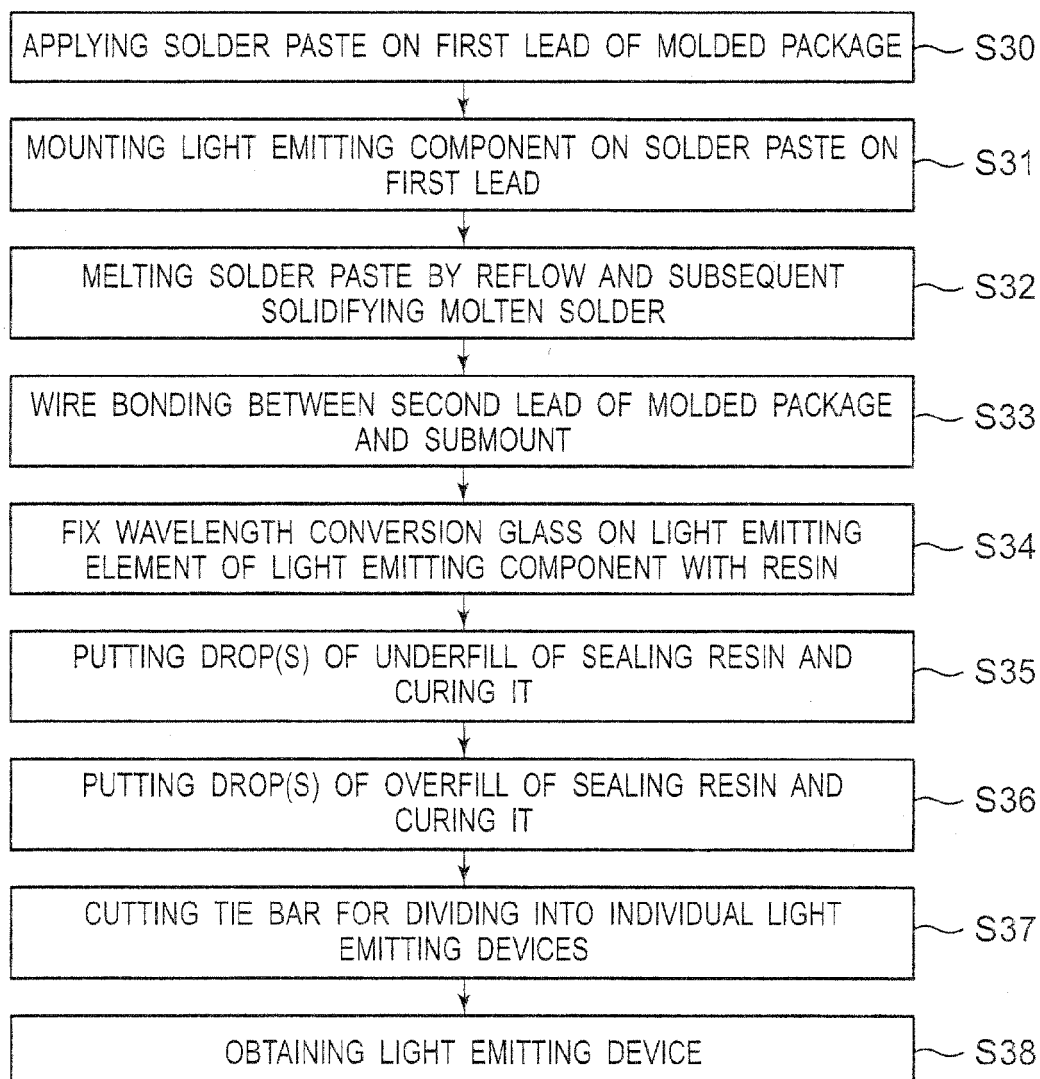 APPLYING SOLDER PASTE ON FIRST LEAD OF MOLDED PACKAGE
S30
MOUNTING LIGHT EMITTING COMPONENT ON SOLDER PASTE ON
FIRST LEAD
S31
MELTING SOLDER PASTE BY REFLOW AND SUBSEQUENT
SOLIDIFYING MOLTEN SOLDER
S32
WIRE BONDING BETWEEN SECOND LEAD OF MOLDED PACKAGE
AND SUBMOUNT
S33
FIX WAVELENGTH CONVERSION GLASS ON LIGHT EMITTING
ELEMENT OF LIGHT EMITTING COMPONENT WITH RESIN
S34
PUTTING DROP(S) OF UNDERFILL OF SEALING RESIN AND
CURING IT
S35
PUTTING DROP(S) OF OVERFILL OF SEALING RESIN AND
CURING IT
S36
CUTTING TIE BAR FOR DIVIDING INTO INDIVIDUAL LIGHT
EMITTING DEVICES
S37
OBTAINING LIGHT EMITTING DEVICE
S38